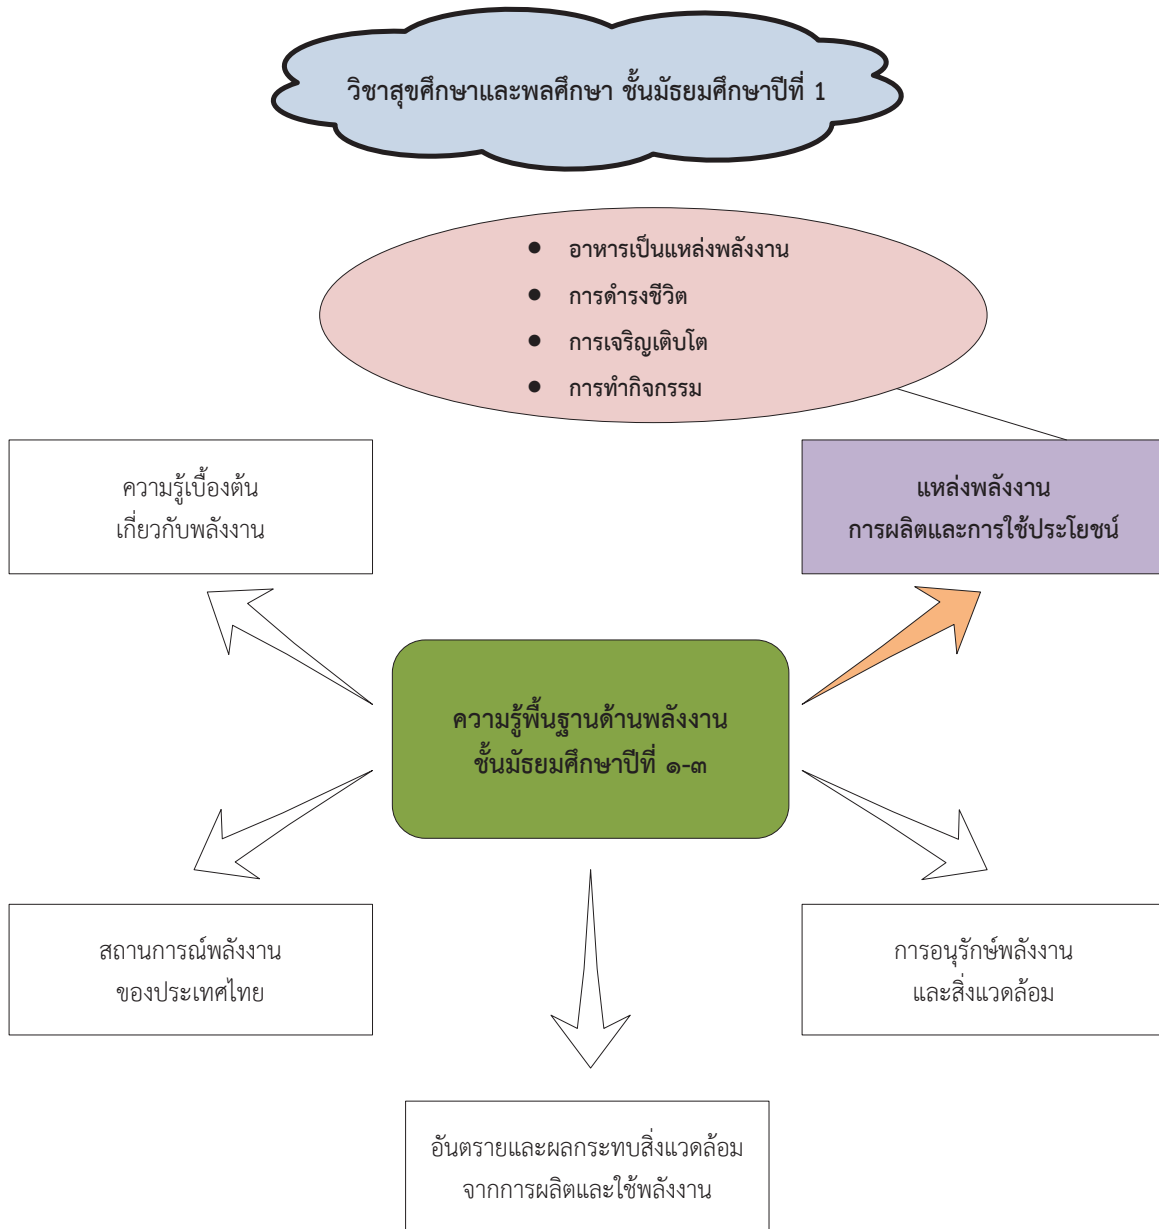 วิชาสุขศึกษาและพลศึกษา ชั้นมัธยมศึกษาปีที่ 1
● อาหารเป็นแหล่งพลังงาน
● การดำรงชีวิต
● การเจริญเติบโต
● การทำกิจกรรม
ความรู้เบื้องต้น
เกี่ยวกับพลังงาน
แหล่งพลังงาน
การผลิตและการใช้ประโยชน์
ความรู้พื้นฐานด้านพลังงาน
ชั้นมัธยมศึกษาปีที่ ๑-๓
สถานการณ์พลังงาน
ของประเทศไทย
การอนุรักษ์พลังงาน
และสิ่งแวดล้อม
อันตรายและผลกระทบสิ่งแวดล้อม
จากการผลิตและใช้พลังงาน